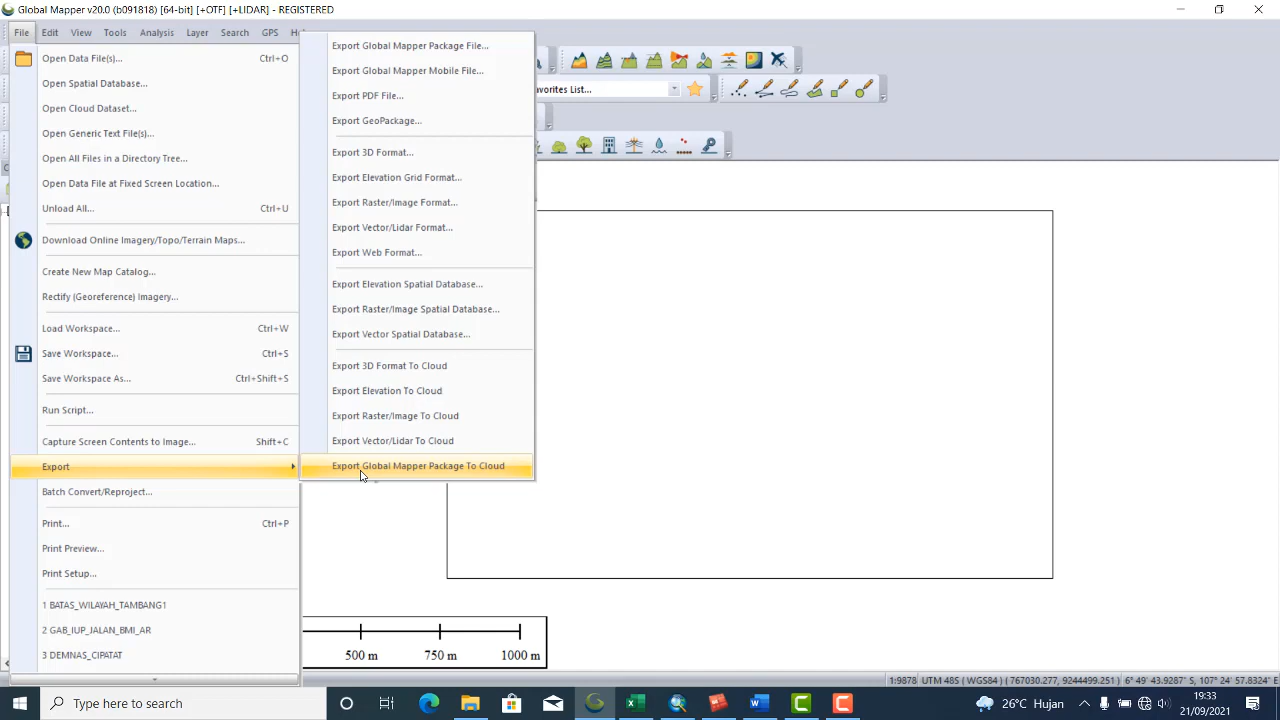 Global Mapper v20.0 (b091818) [64-bit] [+OTF] [+LIDAR] - REGISTERED
File Edit View Tools Analysis Layer Search GPS
Open Data File(s)... Ctrl+O
Open Spatial Database...
Open Cloud Dataset...
Open Generic Text File(s)...
Open All Files in a Directory Tree...
Open Data File at Fixed Screen Location...
Unload All... Ctrl+U
Download Online Imagery/Topo/Terrain Maps...
Create New Map Catalog...
Rectify (Georeference) Imagery...
Load Workspace... Ctrl+W
Save Workspace... Ctrl+S
Save Workspace As... Ctrl+Shift+S
Run Script...
Capture Screen Contents to Image... Shift+C
Export
Batch Convert/Reproject...
Print... Ctrl+P
Print Preview...
Print Setup...
1 BATAS_WILAYAH_TAMBANG1
2 GAB_IUP_JALAN_BMI_AR
3 DEMNAS_CIPATAT
Export Global Mapper Package File...
Export Global Mapper Mobile File...
Export PDF File...
Export GeoPackage...
Export 3D Format...
Export Elevation Grid Format...
Export Raster/Image Format...
Export Vector/Lidar Format...
Export Web Format...
Export Elevation Spatial Database...
Export Raster/Image Spatial Database...
Export Vector Spatial Database...
Export 3D Format To Cloud
Export Elevation To Cloud
Export Raster/Image To Cloud
Export Vector/Lidar To Cloud
Export Global Mapper Package To Cloud
avorites List...
500 m 750 m 1000 m
1:9878 UTM 48S (WGS84) ( 767030.277, 9244499.251) 6° 49' 43.9287" S, 107° 24' 57.8324" E
Type here to search
26°C Hujan
19:33
21/09/2021